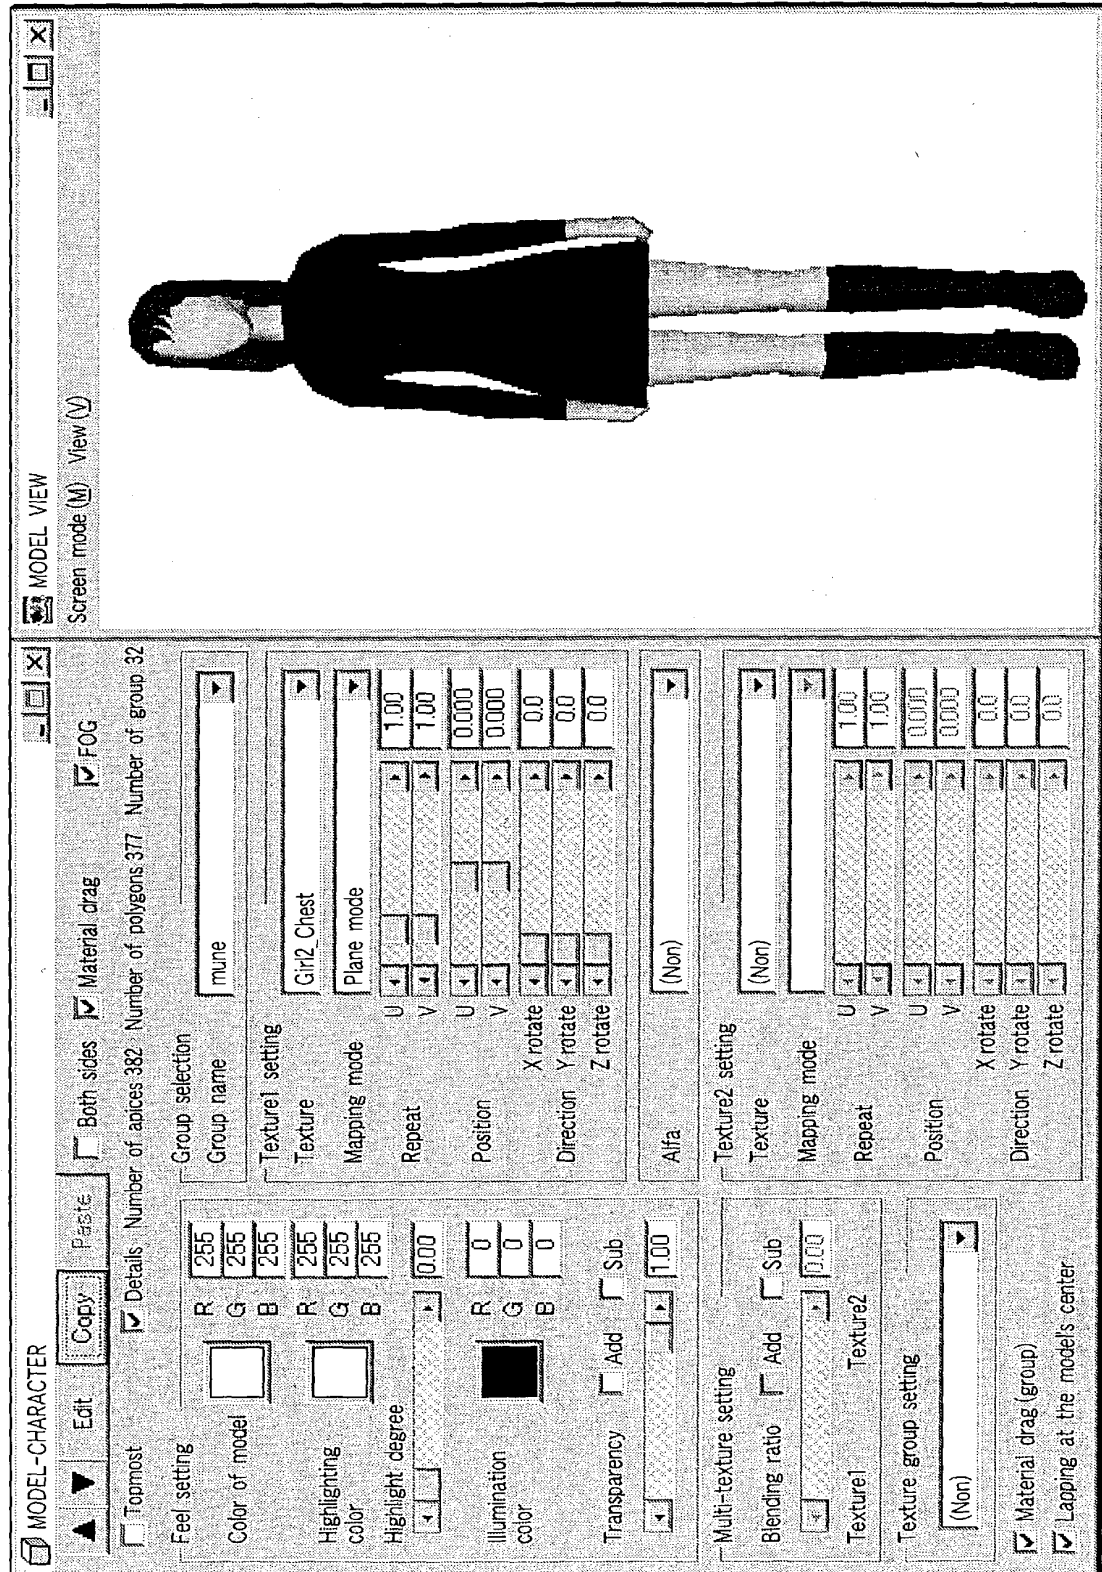 MODEL-CHARACTER
Edit Copy Paste Both sides Material drag FOG
Topmost Details Number of apices 382 Number of polygons 377 Number of group 32
Feel setting
Color of model
R 255
G 255
B 255
Highlighting
color
R 255
G 255
B 255
Highlight degree
0.00
Illumination
color
R 0
G 0
B 0
Transparency Add Sub
1.00
Multi-texture setting
Blending ratio Add Sub
0.00
Texture1 Texture2
Texture group setting
(Non)
Material drag (group)
Lapping at the model's center
Group selection
Group name mune
Texture1 setting
Texture Girl2_Chest
Mapping mode Plane mode
Repeat U 1.00
V 1.00
Position U 0.000
V 0.000
Direction X rotate 0.0
Y rotate 0.0
Z rotate 0.0
Alfa (Non)
Texture2 setting
Texture (Non)
Mapping mode
Repeat U 1.00
V 1.00
Position U 0.000
V 0.000
Direction X rotate 0.0
Y rotate 0.0
Z rotate 0.0
MODEL VIEW
Screen mode (M) View (V)